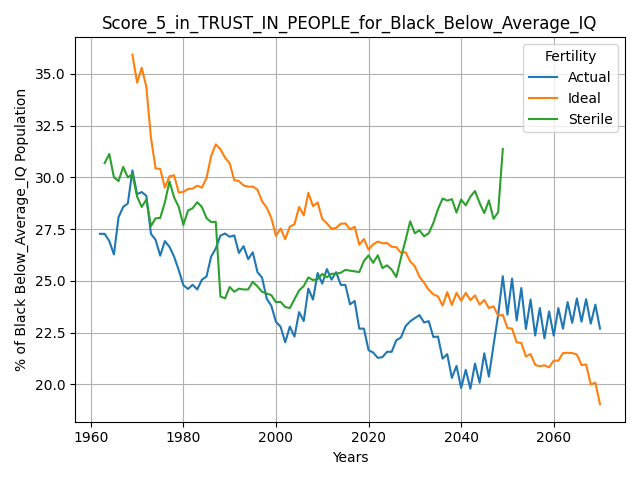 Score_5_in_TRUST_IN_PEOPLE_for_Black_Below_Average_IQ
% of Black Below_Average_IQ Population
35.0
32.5
30.0
27.5
25.0
22.5
20.0
Fertility
Actual
Ideal
Sterile
1960
1980
2000
2020
2040
2060
Years